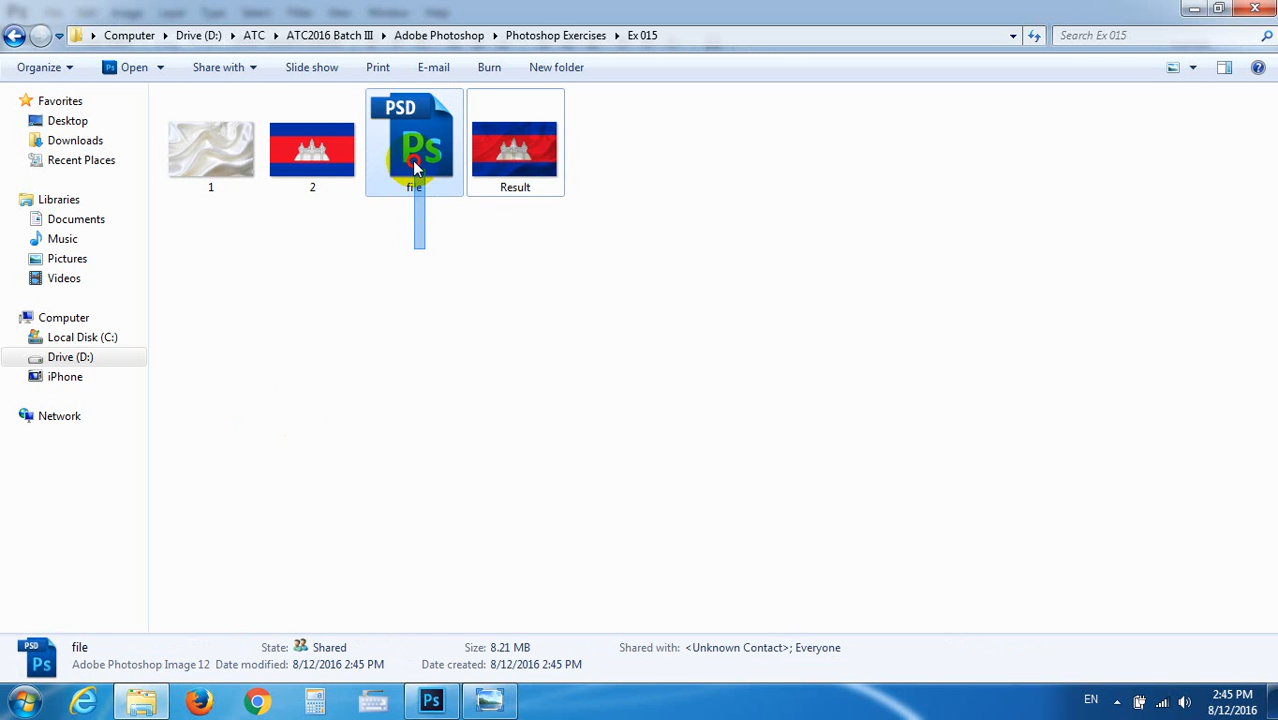 Computer Drive (D:) ATC ATC2016 Batch III Adobe Photoshop Photoshop Exercises Ex 015 Search Ex 015
Organize Ps Open Share with Slide show Print E-mail Burn New folder
Favorites
Desktop
Downloads
Recent Places
Libraries
Documents
Music
Pictures
Videos
Computer
Local Disk (C:)
Drive (D:)
iPhone
Network
PSD
Ps
1 2 file Result
PSD
Ps
file State: Shared Size: 8.21 MB Shared with: <Unknown Contact>; Everyone
Adobe Photoshop Image 12 Date modified: 8/12/2016 2:45 PM Date created: 8/12/2016 2:45 PM
Ps EN 2:45 PM
8/12/2016